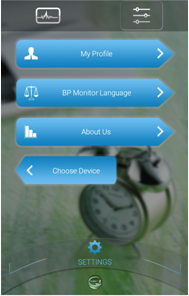 My Profile
BP Monitor Language
About Us
Choose Device
SETTINGS